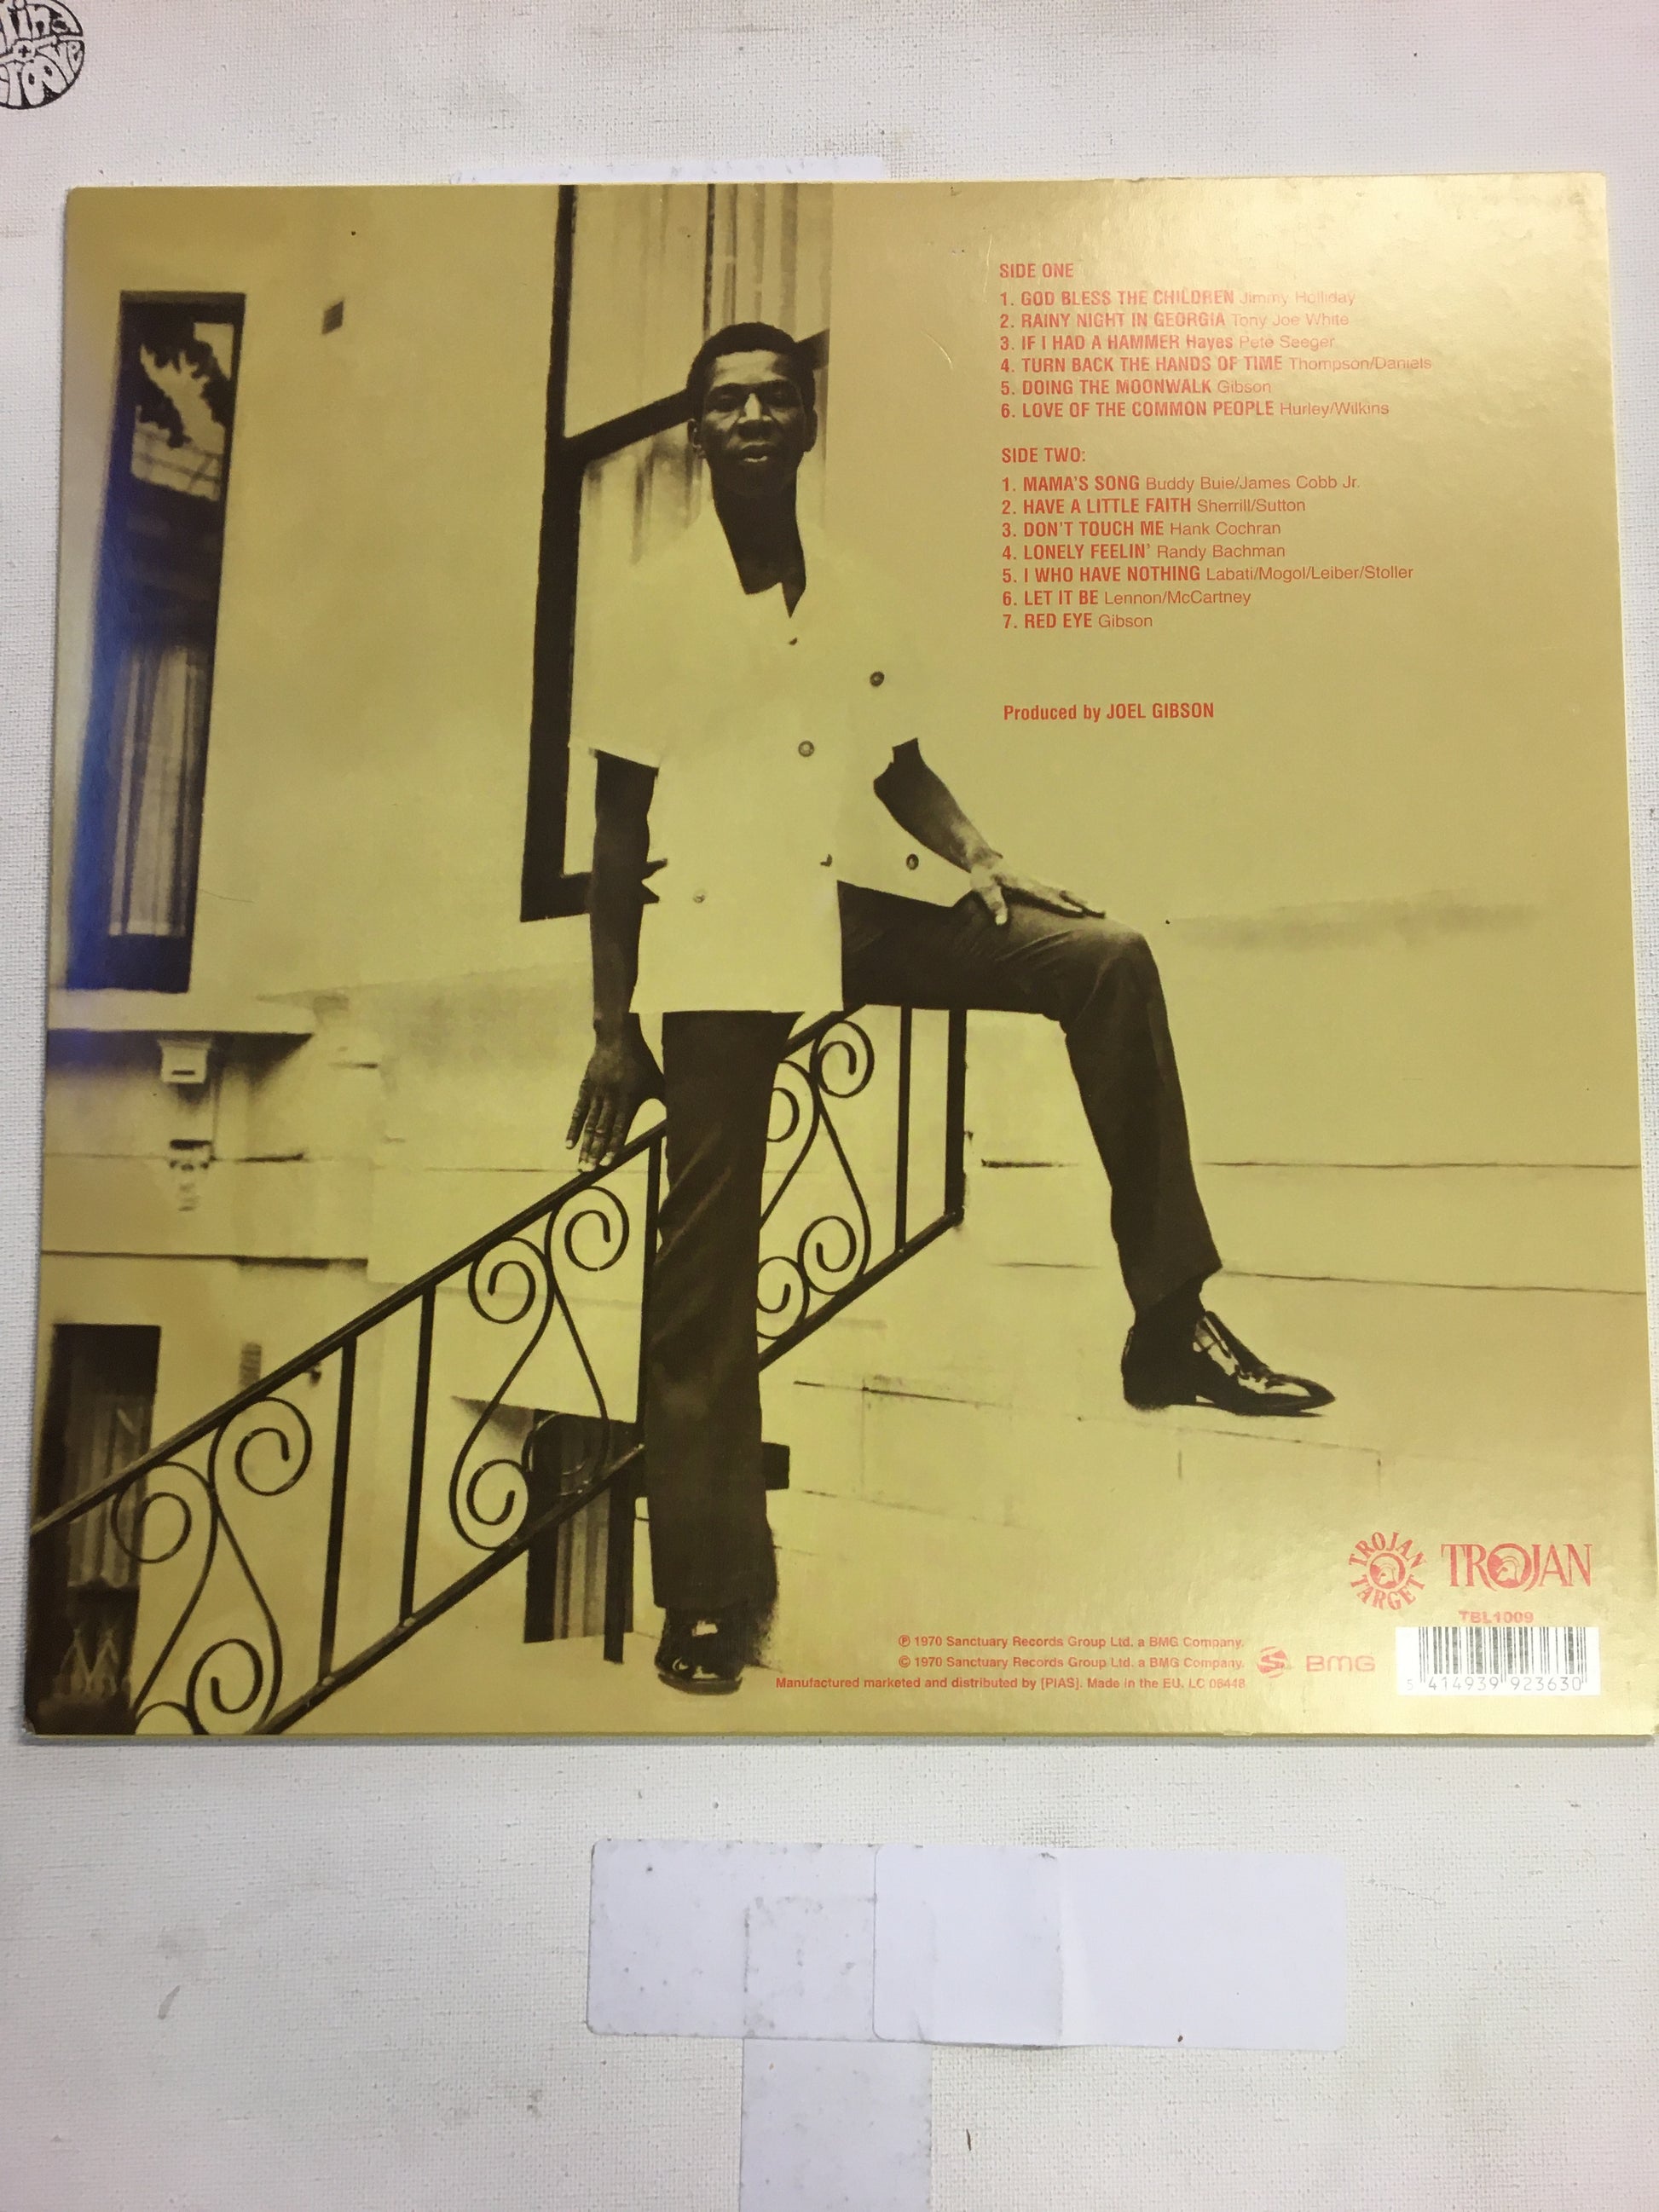 SIDE ONE
1. GOD BLESS THE CHILDREN Jimmy Holliday
2. RAINY NIGHT IN GEORGIA Tony Joe White
3. IF I HAD A HAMMER Hayes Pete Seeger
4. TURN BACK THE HANDS OF TIME Thompson/Daniels
5. DOING THE MOONWALK Gibson
6. LOVE OF THE COMMON PEOPLE Hurley/Wilkins
SIDE TWO:
1. MAMA'S SONG Buddy Buie/James Cobb Jr.
2. HAVE A LITTLE FAITH Sherrill/Sutton
3. DON'T TOUCH ME Hank Cochran
4. LONELY FEELIN' Randy Bachman
5. I WHO HAVE NOTHING Labati/Mogol/Leiber/Stoller
6. LET IT BE Lennon/McCartney
7. RED EYE Gibson
Produced by JOEL GIBSON
TROJAN TARGET
TROJAN
TBL1009
℗ 1970 Sanctuary Records Group Ltd. a BMG Company.
© 1970 Sanctuary Records Group Ltd. a BMG Company.
Manufactured marketed and distributed by [PIAS]. Made in the EU. LC 06448
BMG
5 414939 923630